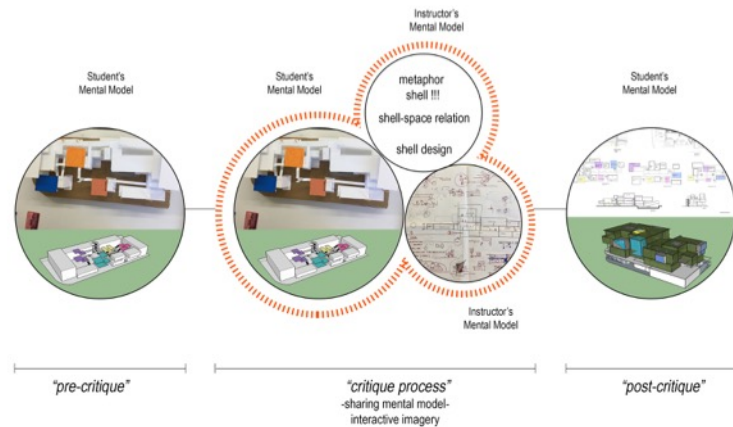 Instructor's
Mental Model
Student's
Mental Model
Student's
Mental Model
Student's
Mental Model
metaphor
shell !!!
shell-space relation
shell design
Instructor's
Mental Model
"pre-critique"
"critique process"
-sharing mental model-
interactive imagery
"post-critique"